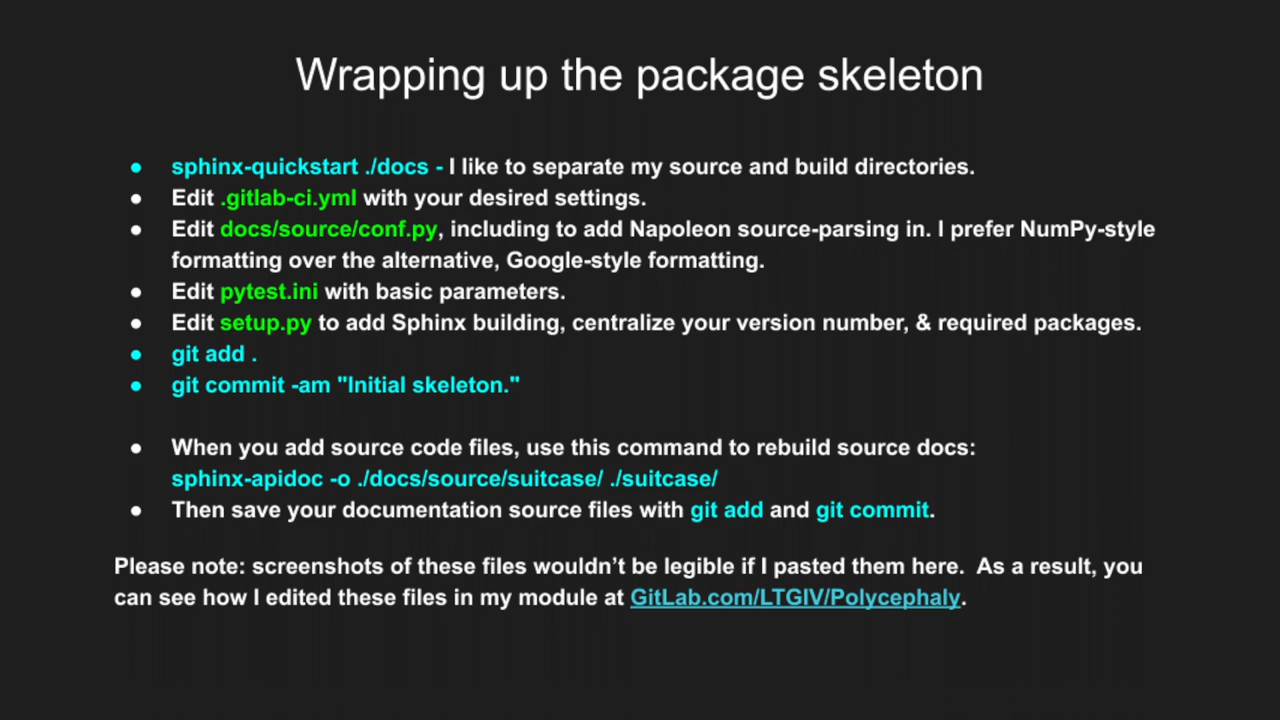 Wrapping up the package skeleton
● sphinx-quickstart ./docs - I like to separate my source and build directories.
● Edit .gitlab-ci.yml with your desired settings.
● Edit docs/source/conf.py, including to add Napoleon source-parsing in. I prefer NumPy-style
formatting over the alternative, Google-style formatting.
● Edit pytest.ini with basic parameters.
● Edit setup.py to add Sphinx building, centralize your version number, & required packages.
● git add .
● git commit -am "Initial skeleton."
● When you add source code files, use this command to rebuild source docs:
sphinx-apidoc -o ./docs/source/suitcase/ ./suitcase/
● Then save your documentation source files with git add and git commit.
Please note: screenshots of these files wouldn’t be legible if I pasted them here.  As a result, you
can see how I edited these files in my module at GitLab.com/LTGIV/Polycephaly.